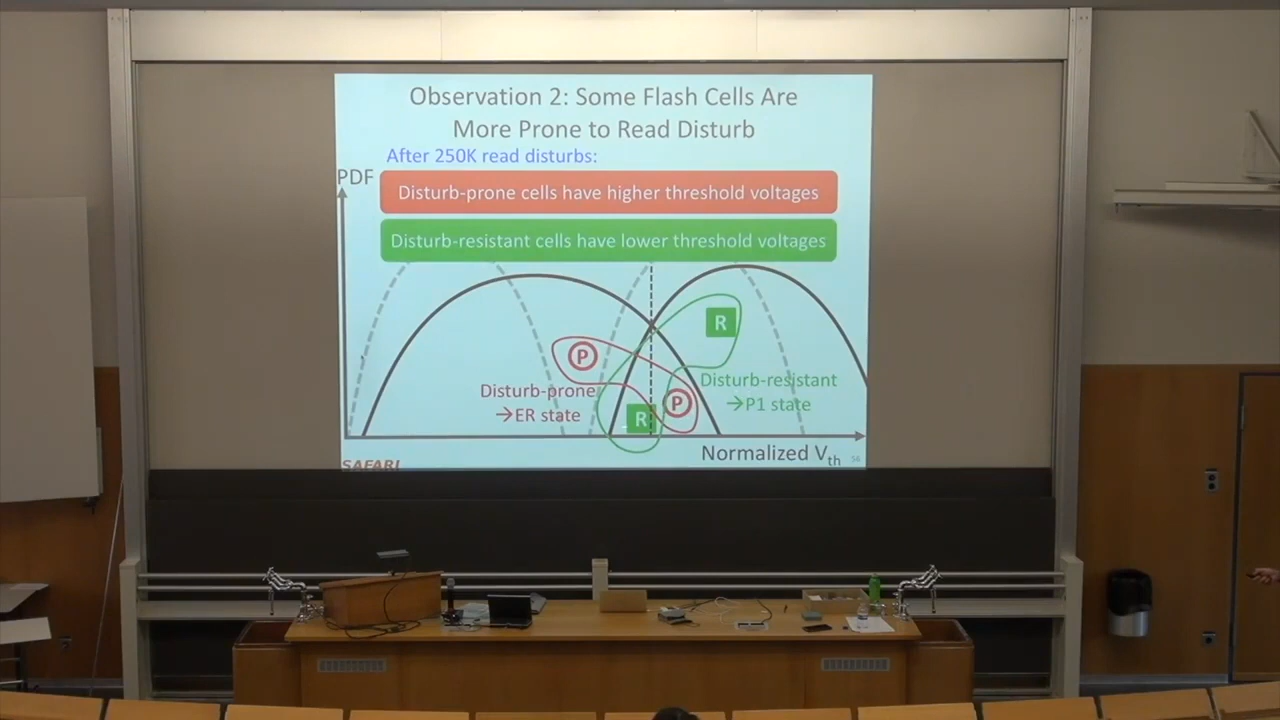 Observation 2: Some Flash Cells Are
More Prone to Read Disturb
After 250K read disturbs:
PDF
Disturb-prone cells have higher threshold voltages
Disturb-resistant cells have lower threshold voltages
R
P
Disturb-prone
→ER state
Disturb-resistant
→P1 state
R
P
Normalized Vth
SAFARI
56